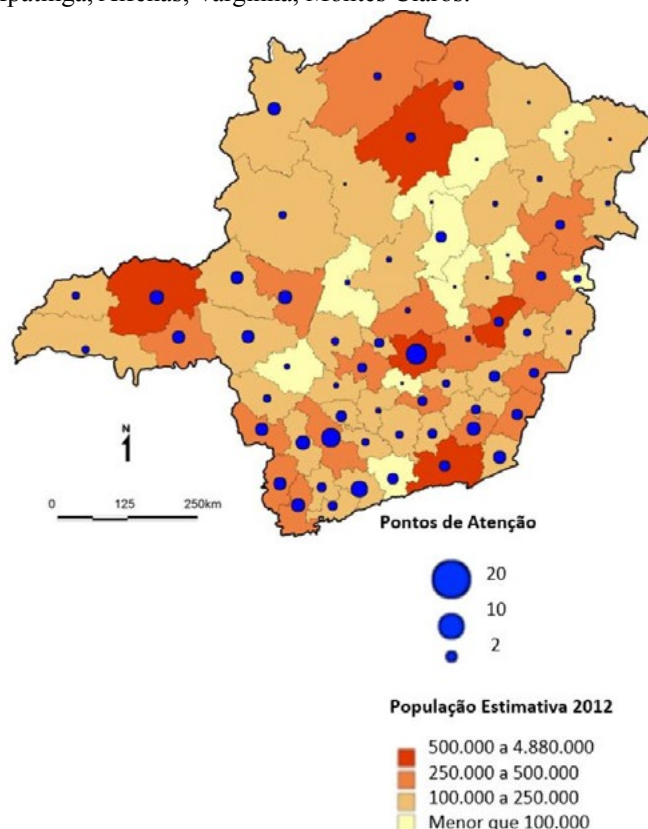 Alfenas, Varginha, Montes Claros.
N
0 125 250km
Pontos de Atenção
20
10
2
População Estimativa 2012
500.000 a 4.880.000
250.000 a 500.000
100.000 a 250.000
Menor que 100.000